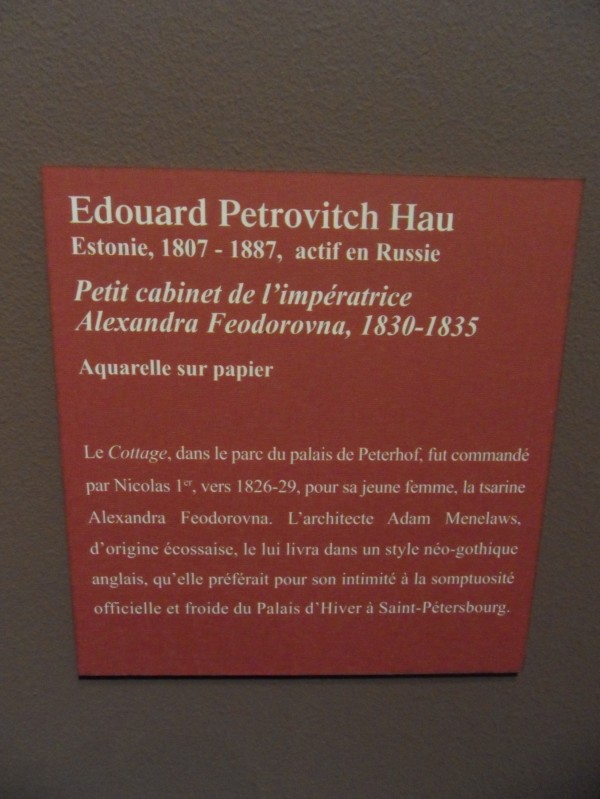 Edouard Petrovitch Hau
Estonie, 1807 - 1887, actif en Russie
Petit cabinet de l'impératrice
Alexandra Feodorovna, 1830-1835
Aquarelle sur papier
Le Cottage, dans le parc du palais de Peterhof, fut commandé
par Nicolas 1er, vers 1826-29, pour sa jeune femme, la tsarine
Alexandra Feodorovna. L'architecte Adam Menelaws,
d'origine écossaise, le lui livra dans un style néo-gothique
anglais, qu'elle préférait pour son intimité à la somptuosité
officielle et froide du Palais d'Hiver à Saint-Pétersbourg.